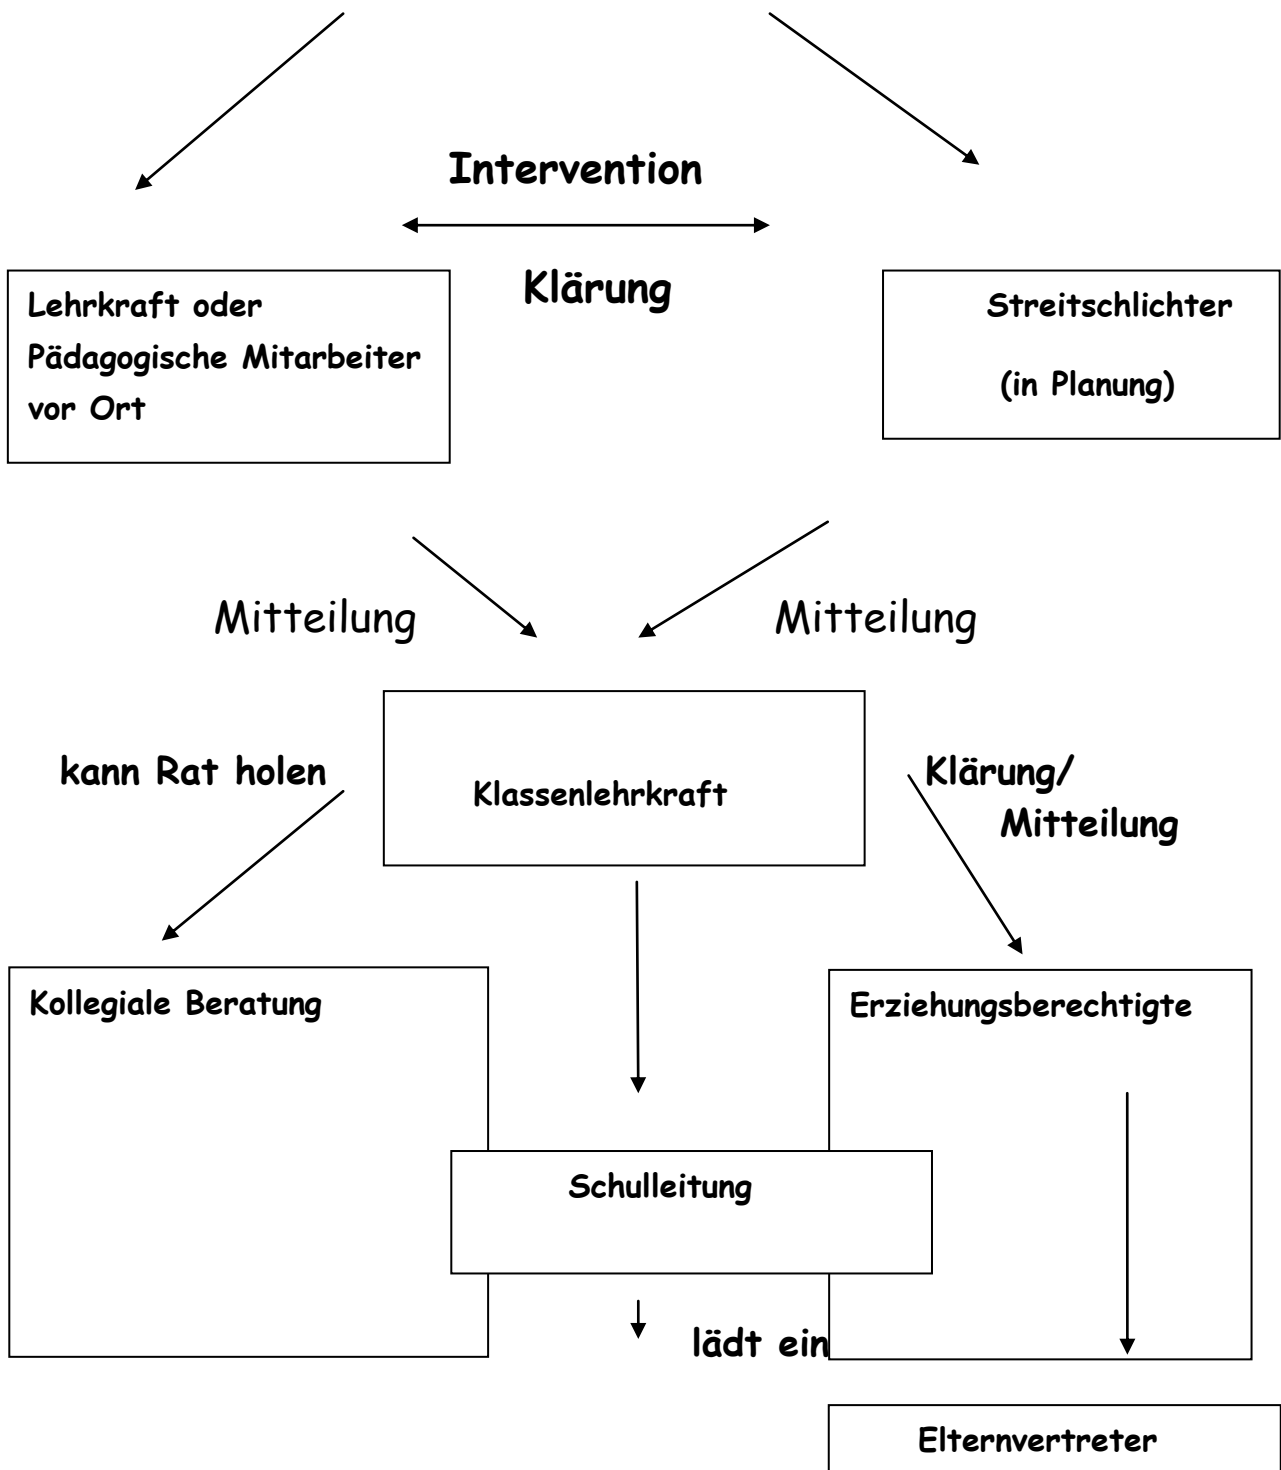 Intervention
Klärung
Lehrkraft oder
Pädagogische Mitarbeiter
vor Ort
Streitschlichter
(in Planung)
Mitteilung
Mitteilung
kann Rat holen
Klassenlehrkraft
Klärung/
Mitteilung
Kollegiale Beratung
Erziehungsberechtigte
Schulleitung
lädt ein
Elternvertreter